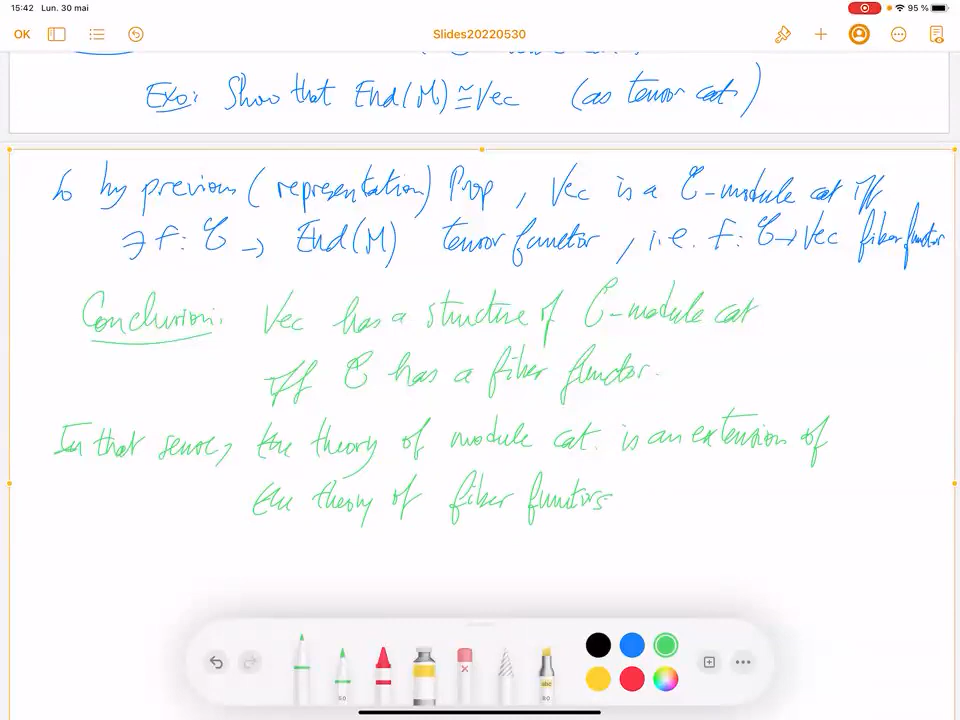 15:42 Lun. 30 mai
95 %
OK
Slides20220530
Exo: Show that End(M) ≅ Vec (as tensor cat.)
by previous (representation) Prop, Vec is a 𝒞-module cat iff
∃ F: 𝒞 → End(M) tensor functor, i.e. F: 𝒞 → Vec fiber functor
Conclusion: Vec has a structure of 𝒞-module cat
iff 𝒞 has a fiber functor.
In that sense, the theory of module cat. is an extension of
the theory of fiber functors